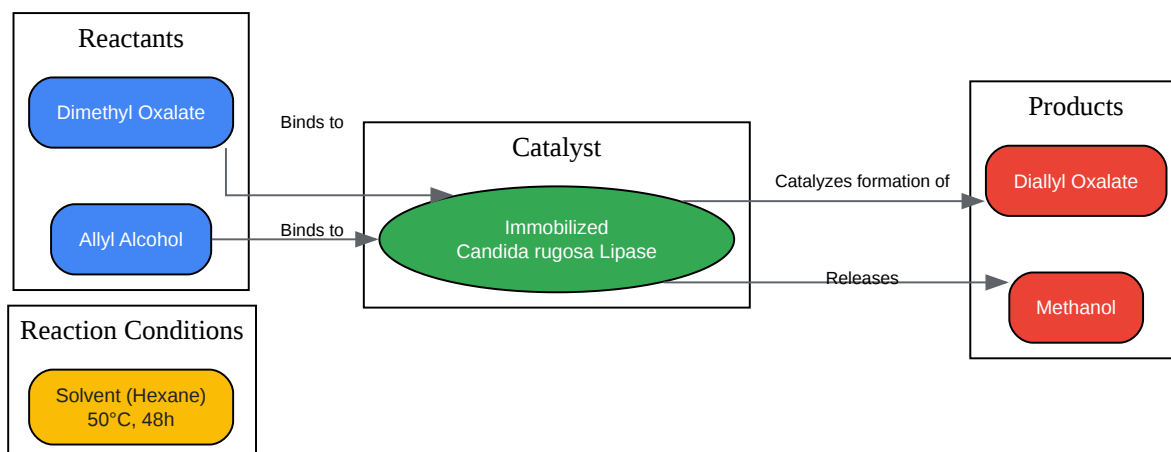 Reactants
Dimethyl Oxalate
Allyl Alcohol
Reaction Conditions
Solvent (Hexane)
50°C, 48h
Binds to
Binds to
Catalyst
Immobilized
Candida rugosa Lipase
Catalyzes formation of
Releases
Products
Diallyl Oxalate
Methanol